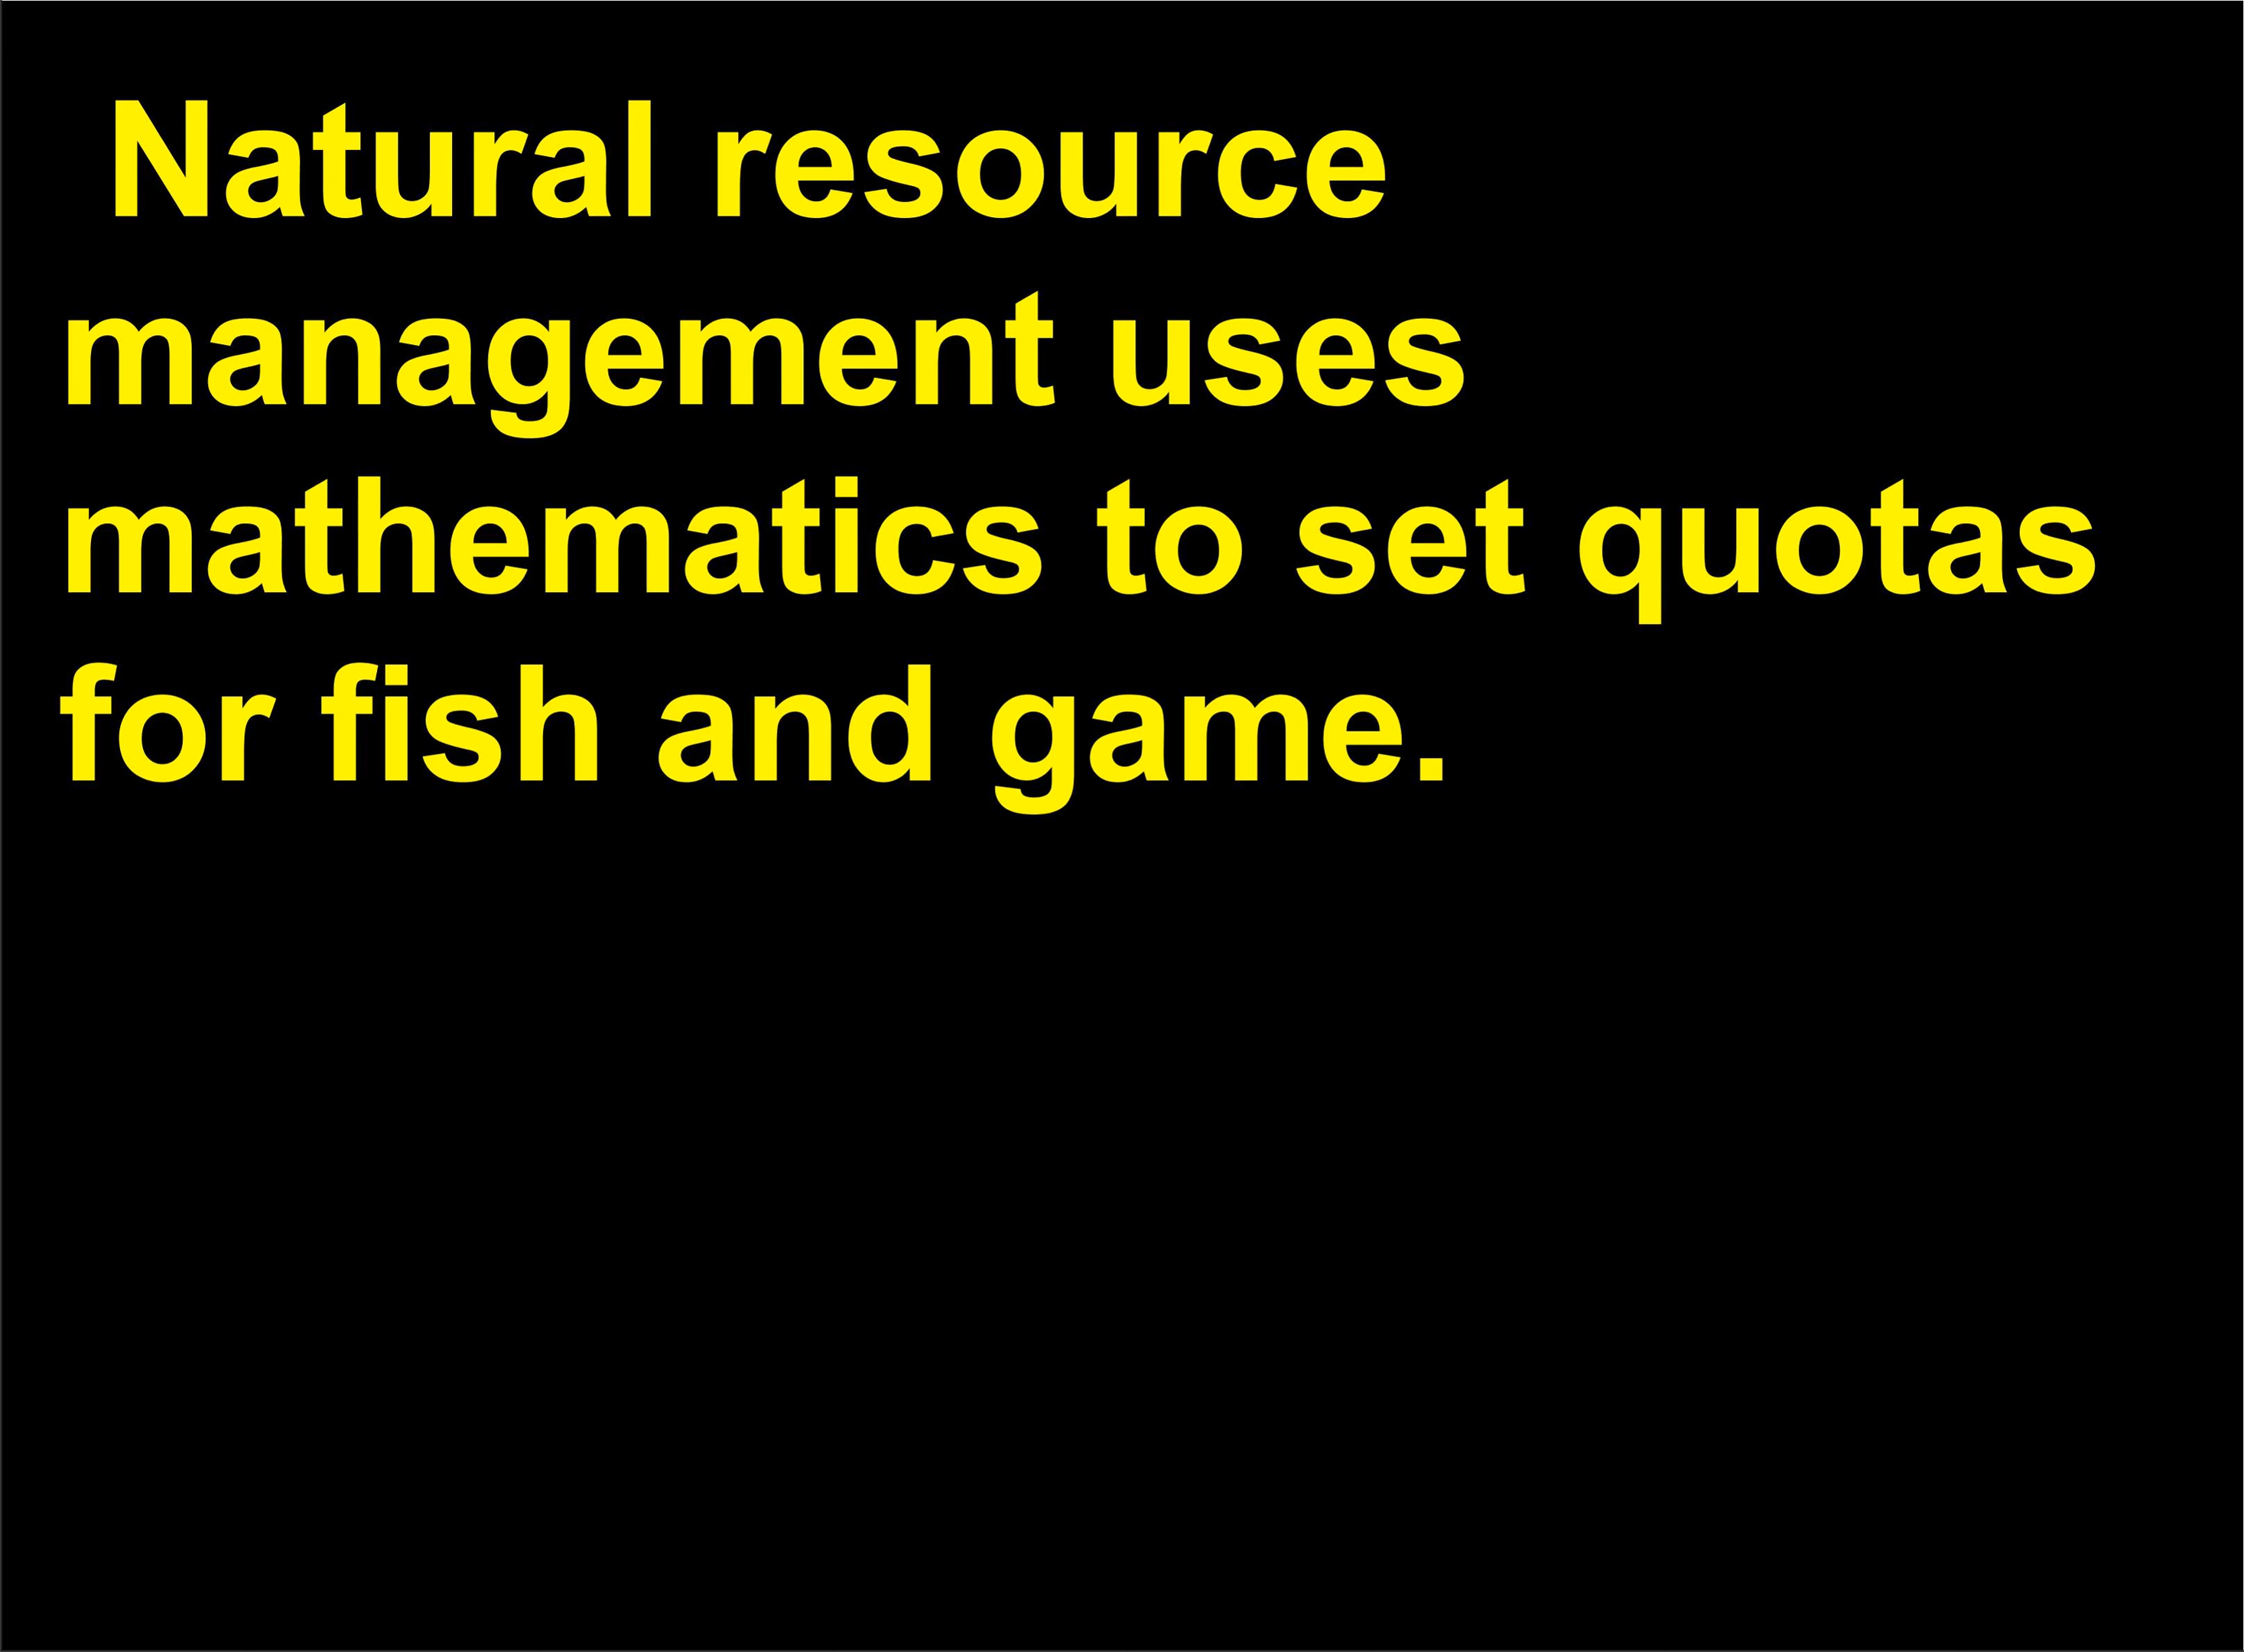 Natural resource
management uses
mathematics to set quotas
for fish and game.